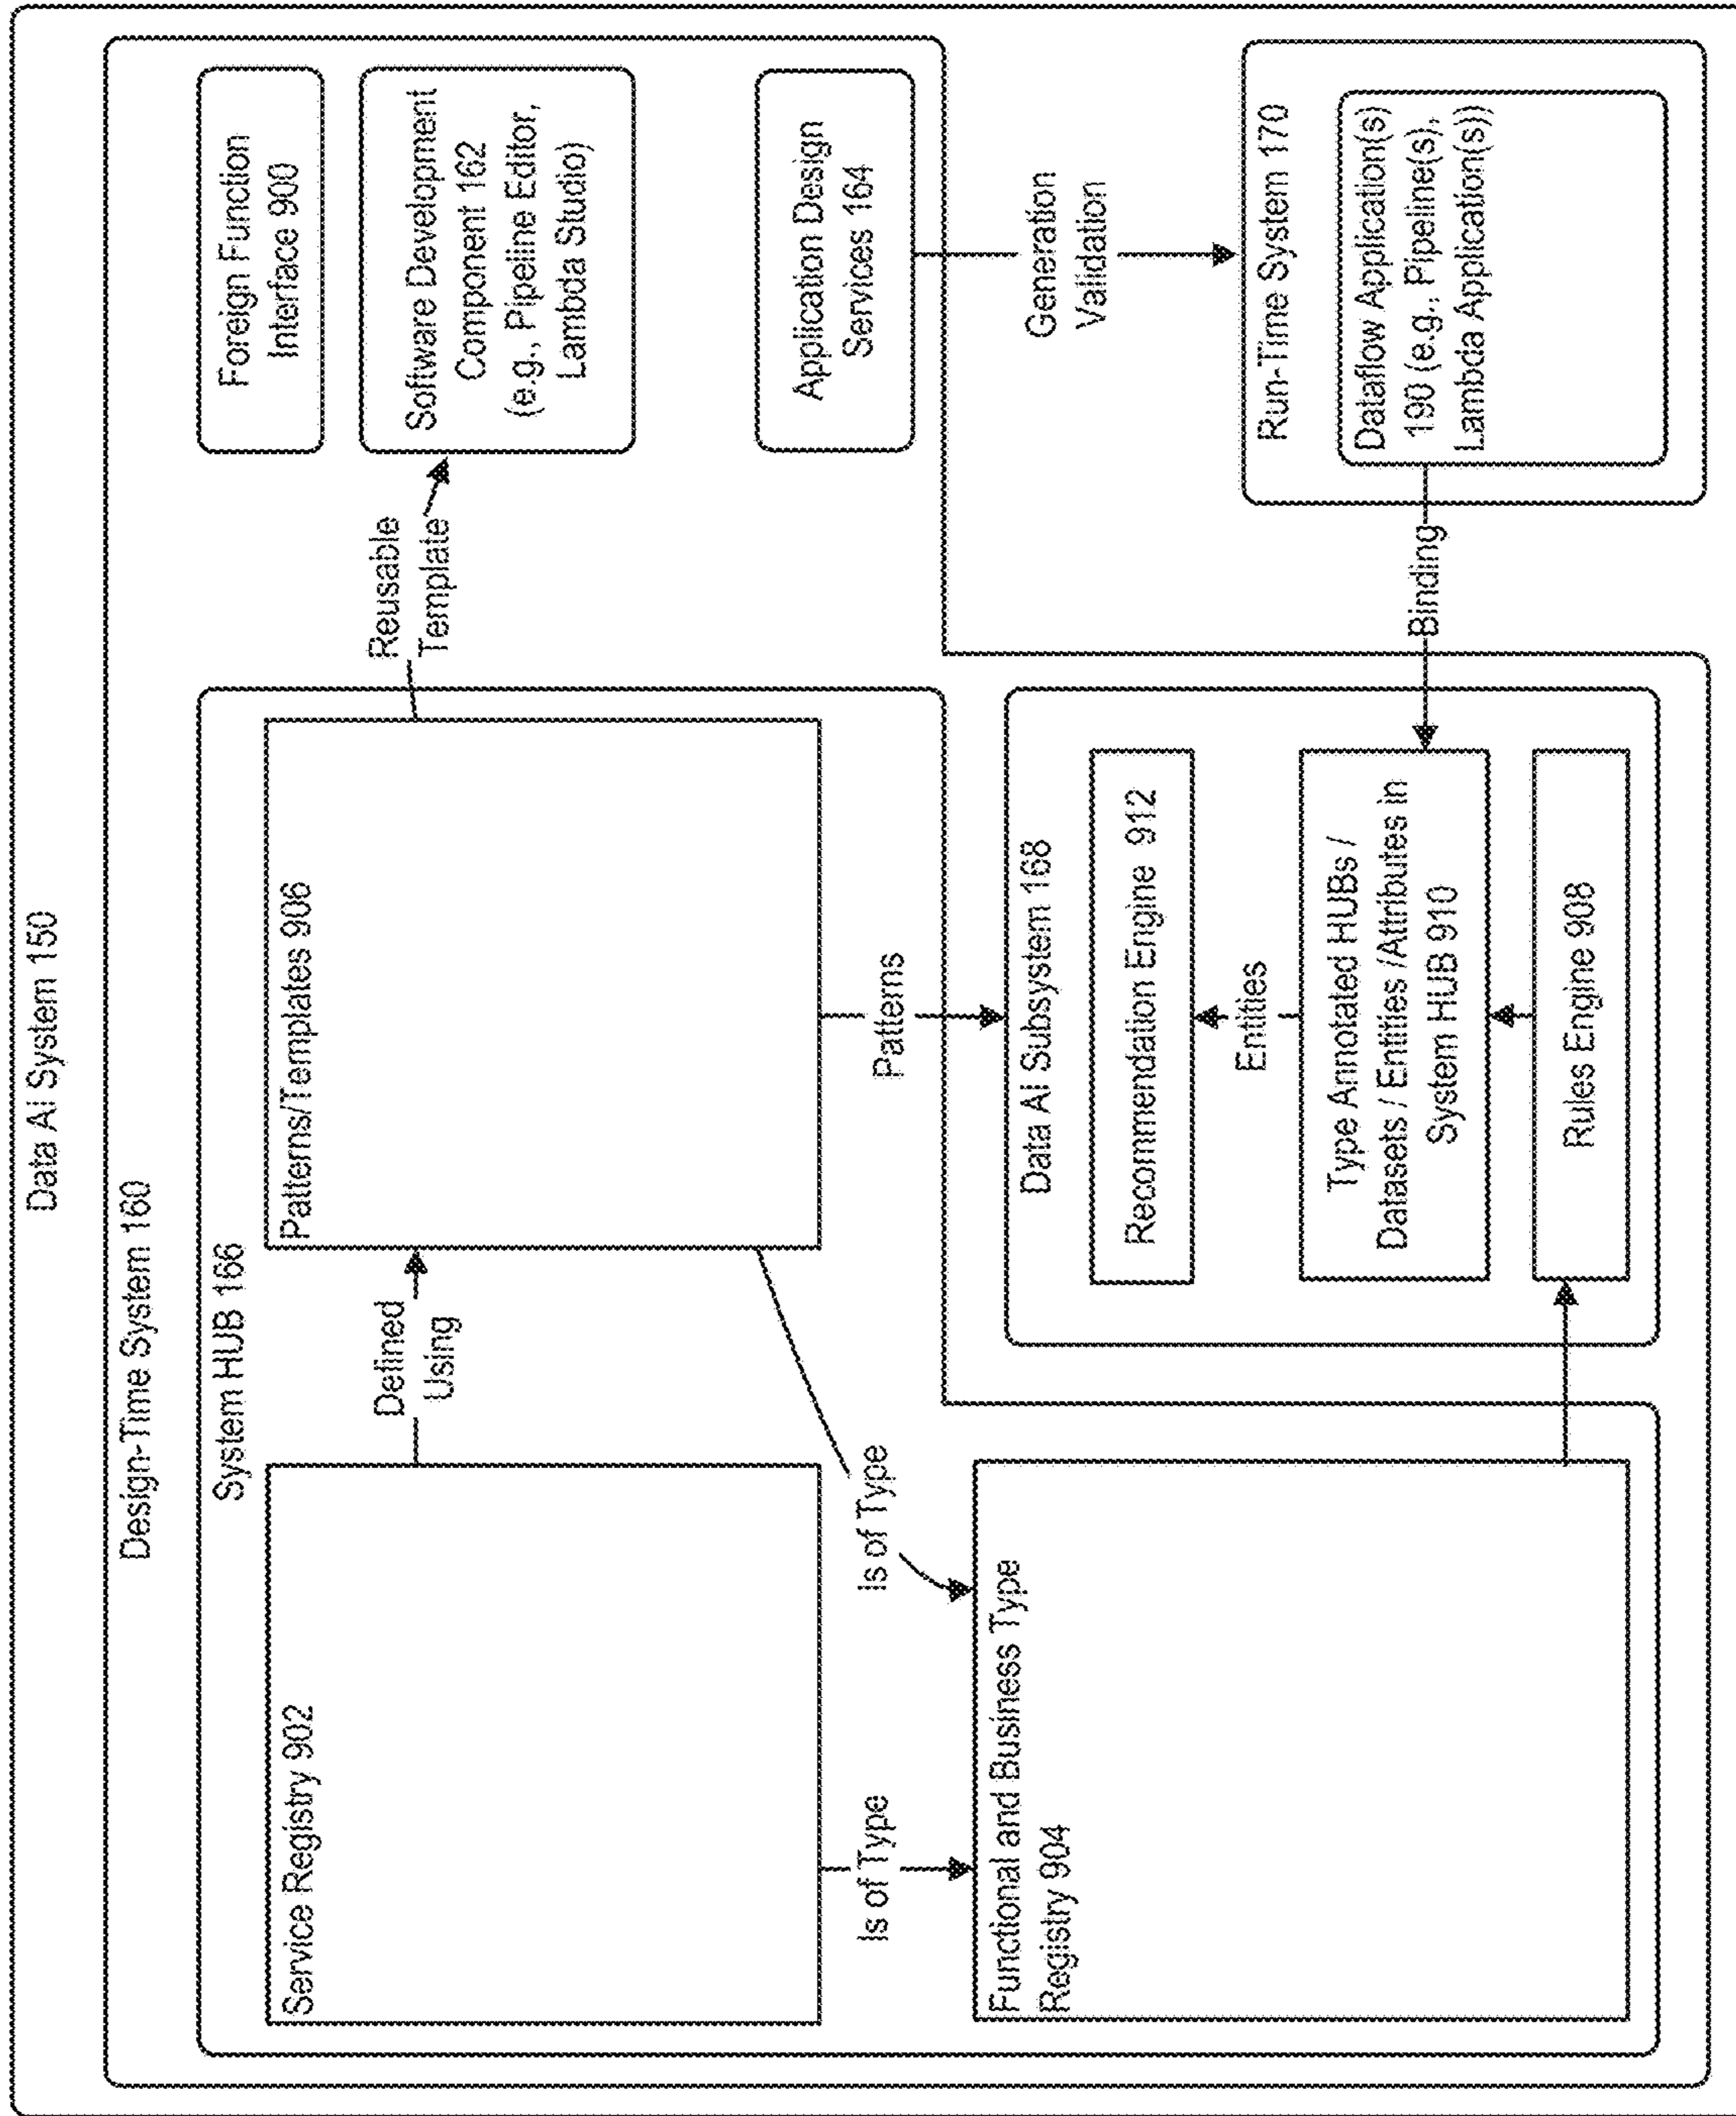 Data AI System 150
Design-Time System 160
System HUB 166
Service Registry 902
Defined
Using
Patterns/Templates 906
Reusable
Template
Foreign Function
Interface 900
Software Development
Component 162
(e.g., Pipeline Editor,
Lambda Studio)
Application Design
Services 164
Is of Type
Is of Type
Patterns
Generation
Validation
Functional and Business Type
Registry 904
Data AI Subsystem 168
Recommendation Engine 912
Entities
Type Annotated HUBs /
Datasets / Entities /Attributes in
System HUB 910
Rules Engine 908
Binding
Run-Time System 170
Dataflow Application(s)
190 (e.g., Pipeline(s),
Lambda Application(s))